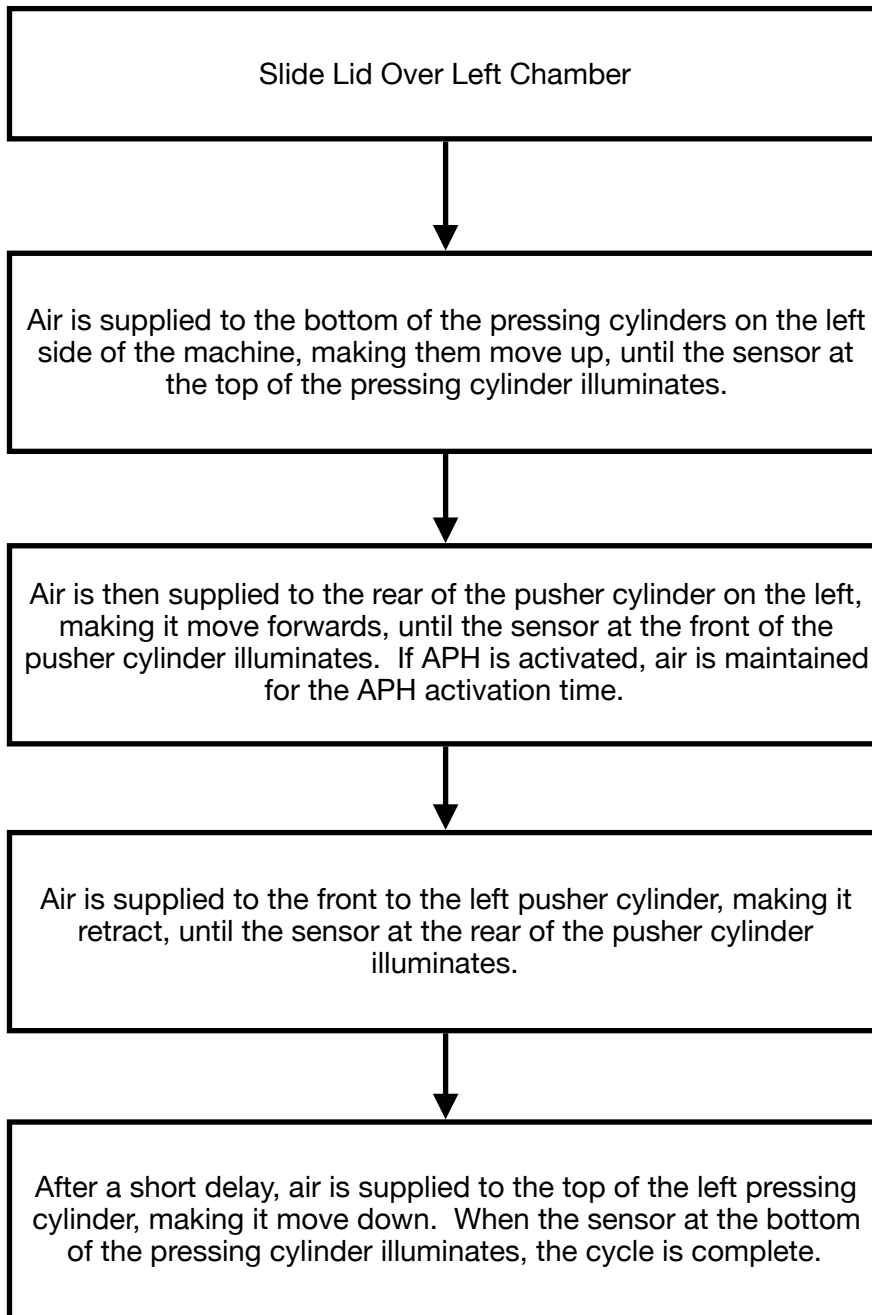 Slide Lid Over Left Chamber
Air is supplied to the bottom of the pressing cylinders on the left
side of the machine, making them move up, until the sensor at
the top of the pressing cylinder illuminates.
Air is then supplied to the rear of the pusher cylinder on the left,
making it move forwards, until the sensor at the front of the
pusher cylinder illuminates.  If APH is activated, air is maintained
for the APH activation time.
Air is supplied to the front to the left pusher cylinder, making it
retract, until the sensor at the rear of the pusher cylinder
illuminates.
After a short delay, air is supplied to the top of the left pressing
cylinder, making it move down.  When the sensor at the bottom
of the pressing cylinder illuminates, the cycle is complete.